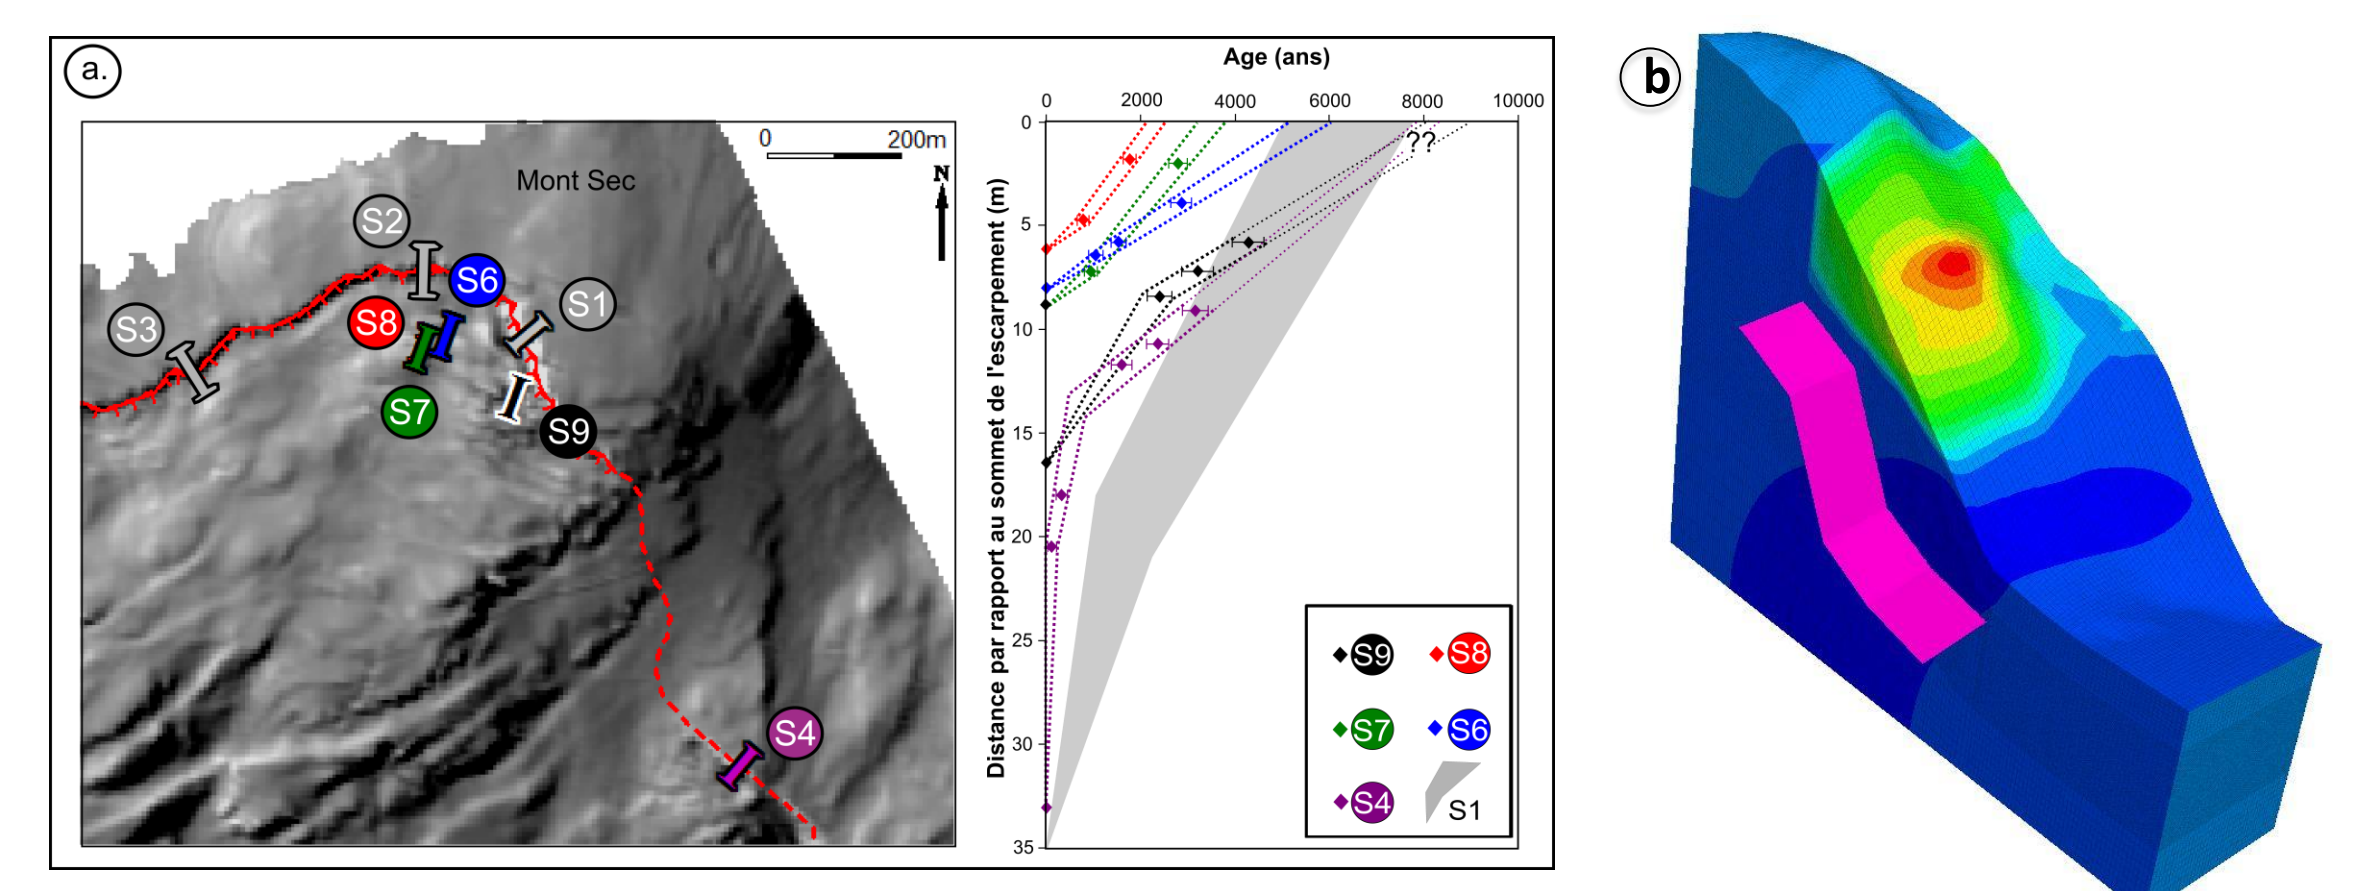 a.
0 200m
N
Mont Sec
S2
S6
S1
S3
S8
S7
S9
S4
Age (ans)
0 2000 4000 6000 8000 10000
Distance par rapport au sommet de l'escarpement (m)
0
5
10
15
20
25
30
35
??
S9 S8
S7 S6
S4 S1
b